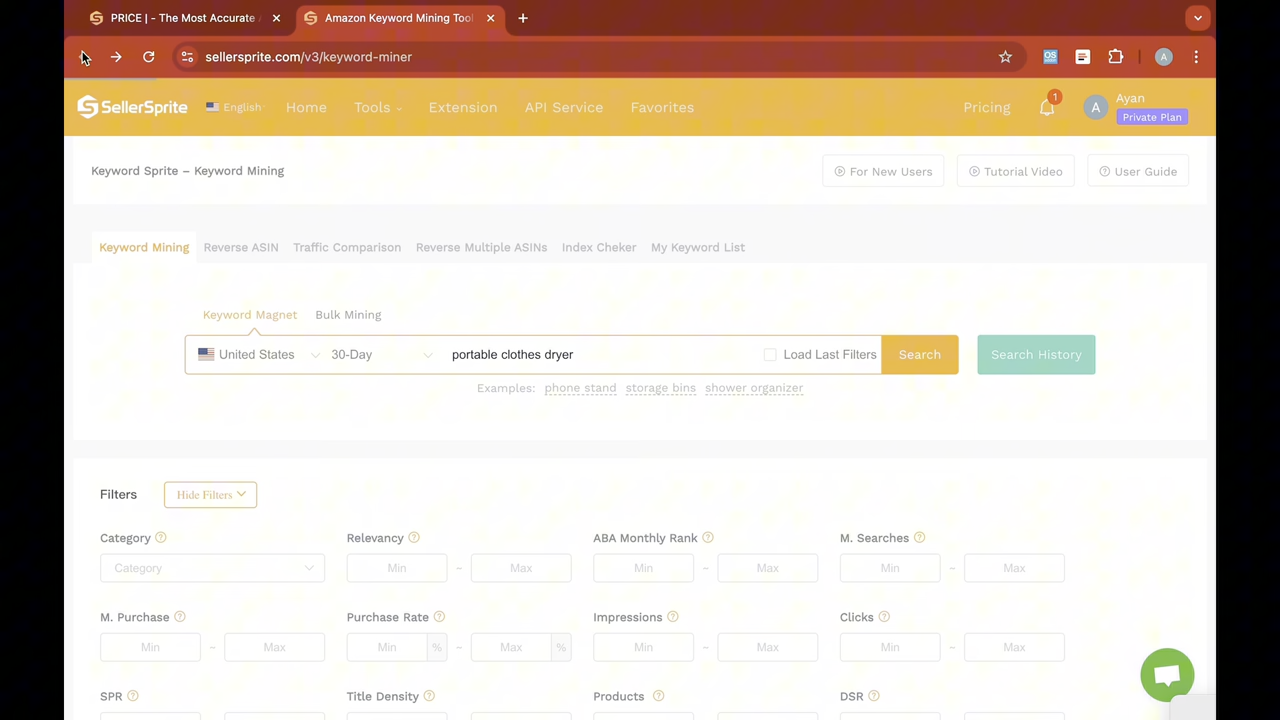 PRICE | - The Most Accurate
Amazon Keyword Mining Tool
sellersprite.com/v3/keyword-miner
A
SellerSprite
English
Home
Tools
Extension
API Service
Favorites
Pricing
1
A
Ayan
Private Plan
Keyword Sprite – Keyword Mining
For New Users
Tutorial Video
User Guide
Keyword Mining
Reverse ASIN
Traffic Comparison
Reverse Multiple ASINs
Index Cheker
My Keyword List
Keyword Magnet
Bulk Mining
United States
30-Day
portable clothes dryer
Load Last Filters
Search
Search History
Examples: phone stand storage bins shower organizer
Filters
Hide Filters
Category
Relevancy
ABA Monthly Rank
M. Searches
Category
Min ~ Max
Min ~ Max
Min ~ Max
M. Purchase
Purchase Rate
Impressions
Clicks
Min ~ Max
Min % ~ Max %
Min ~ Max
Min ~ Max
SPR
Title Density
Products
DSR